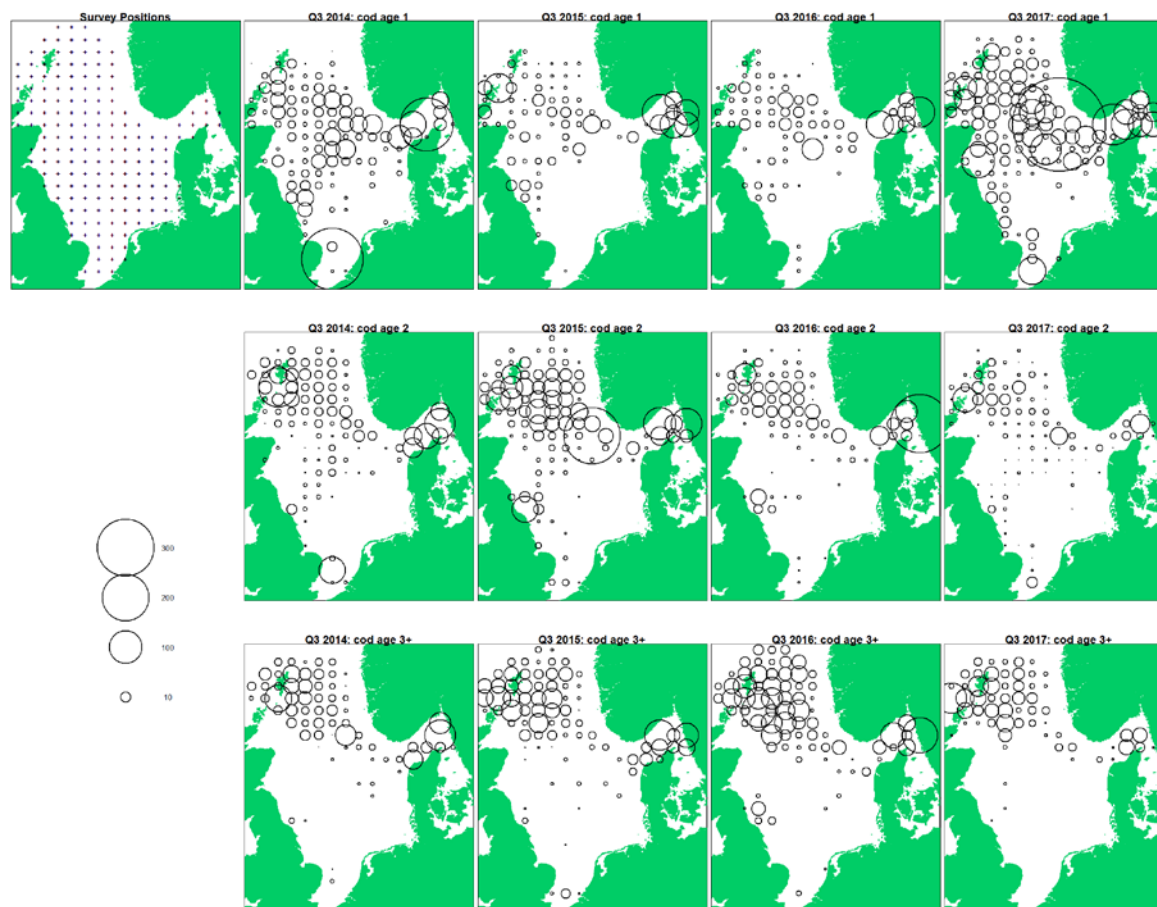 Survey Positions
Q3 2014: cod age 1
Q3 2015: cod age 1
Q3 2016: cod age 1
Q3 2017: cod age 1
Q3 2014: cod age 2
Q3 2015: cod age 2
Q3 2016: cod age 2
Q3 2017: cod age 2
300
200
100
10
Q3 2014: cod age 3+
Q3 2015: cod age 3+
Q3 2016: cod age 3+
Q3 2017: cod age 3+